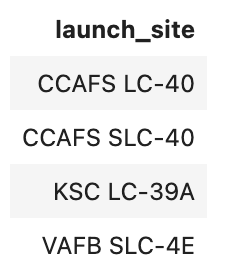 launch_site
CCAFS LC-40
CCAFS SLC-40
KSC LC-39A
VAFB SLC-4E